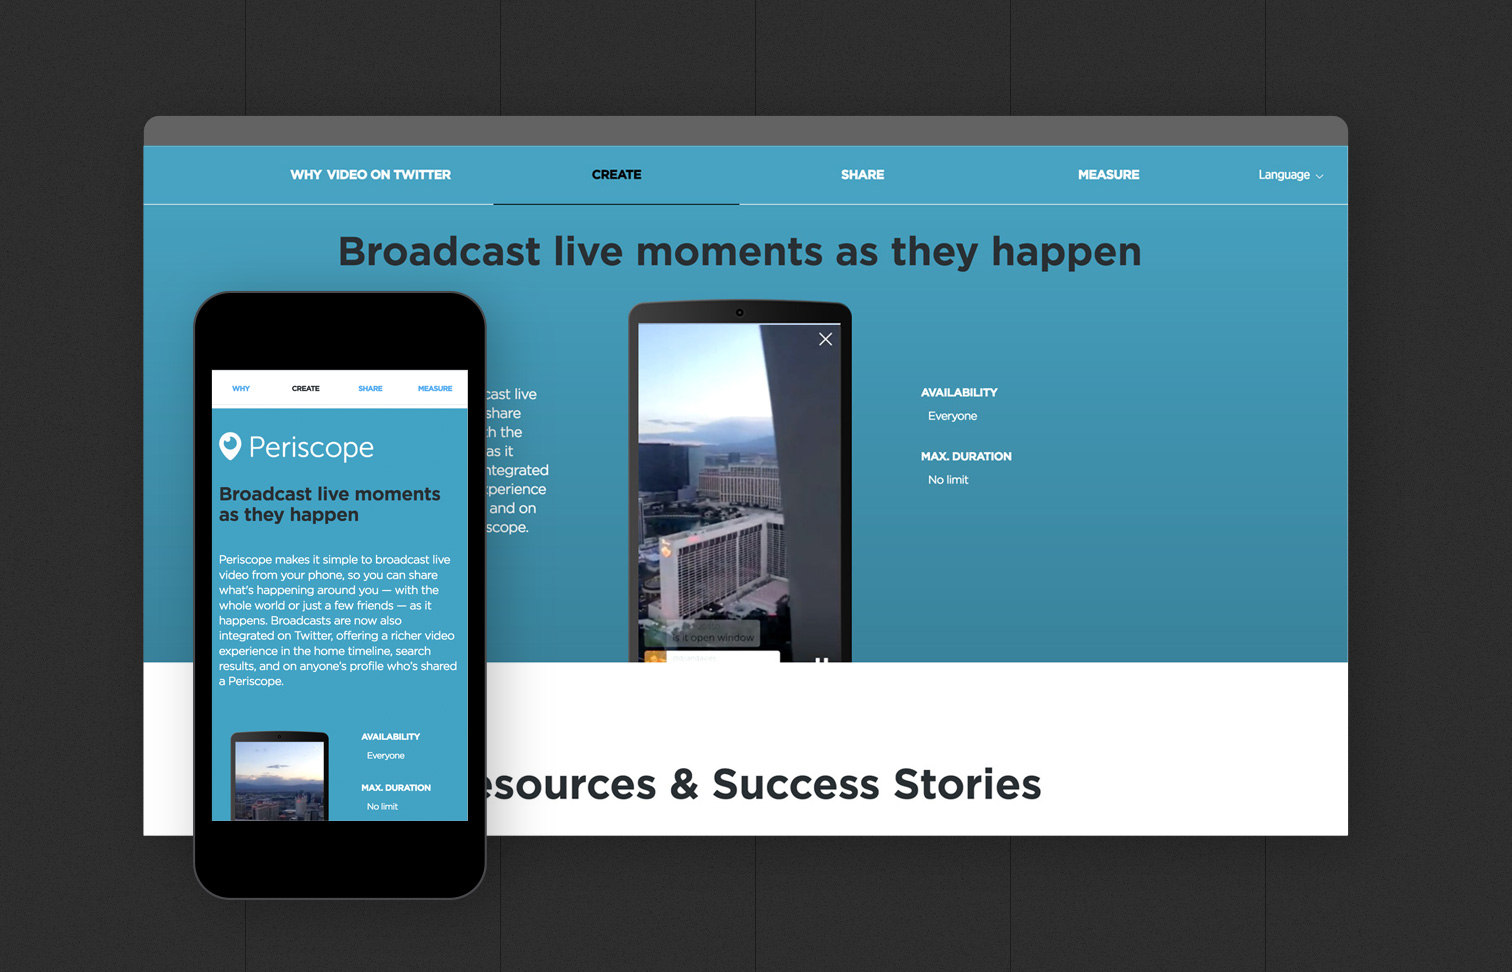 WHY VIDEO ON TWITTER
CREATE
SHARE
MEASURE
Language
Broadcast live moments as they happen
cast live
share
h the
as it
ntegrated
perience
and on
scope.
is it open window
AVAILABILITY
Everyone
MAX. DURATION
No limit
esources & Success Stories
WHY
CREATE
SHARE
MEASURE
Periscope
Broadcast live moments
as they happen
Periscope makes it simple to broadcast live
video from your phone, so you can share
what's happening around you — with the
whole world or just a few friends — as it
happens. Broadcasts are now also
integrated on Twitter, offering a richer video
experience in the home timeline, search
results, and on anyone's profile who's shared
a Periscope.
AVAILABILITY
Everyone
MAX. DURATION
No limit